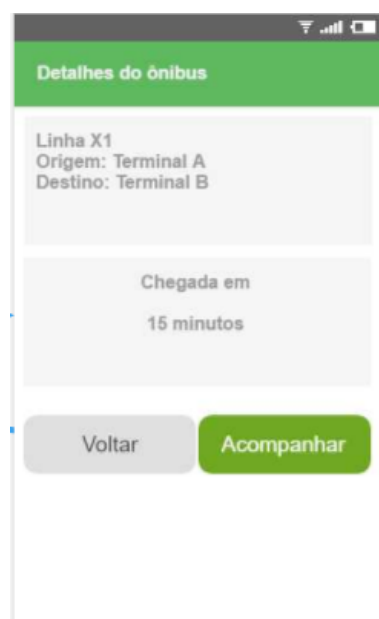 Detalhes do ônibus
Linha X1
Origem: Terminal A
Destino: Terminal B
Chegada em
15 minutos
Voltar
Acompanhar